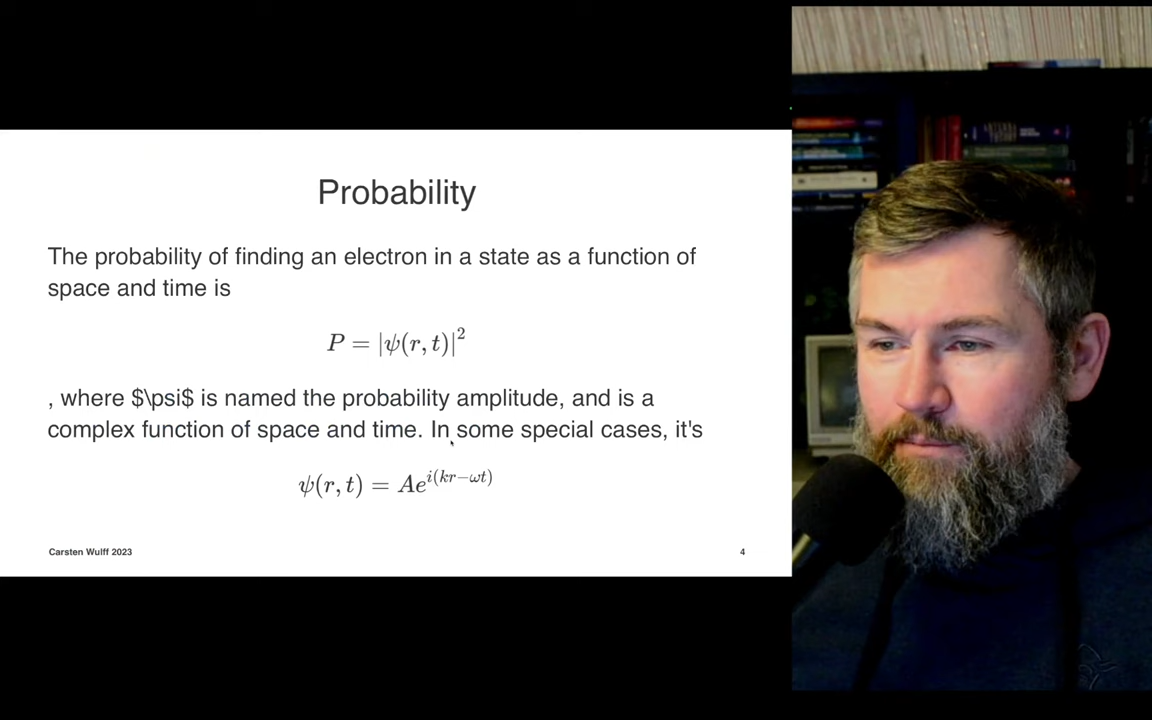 Probability
The probability of finding an electron in a state as a function of
space and time is
P = |ψ(r, t)|²
, where $\psi$ is named the probability amplitude, and is a
complex function of space and time. In some special cases, it's
ψ(r, t) = Ae^{i(kr−ωt)}
Carsten Wulff 2023
4